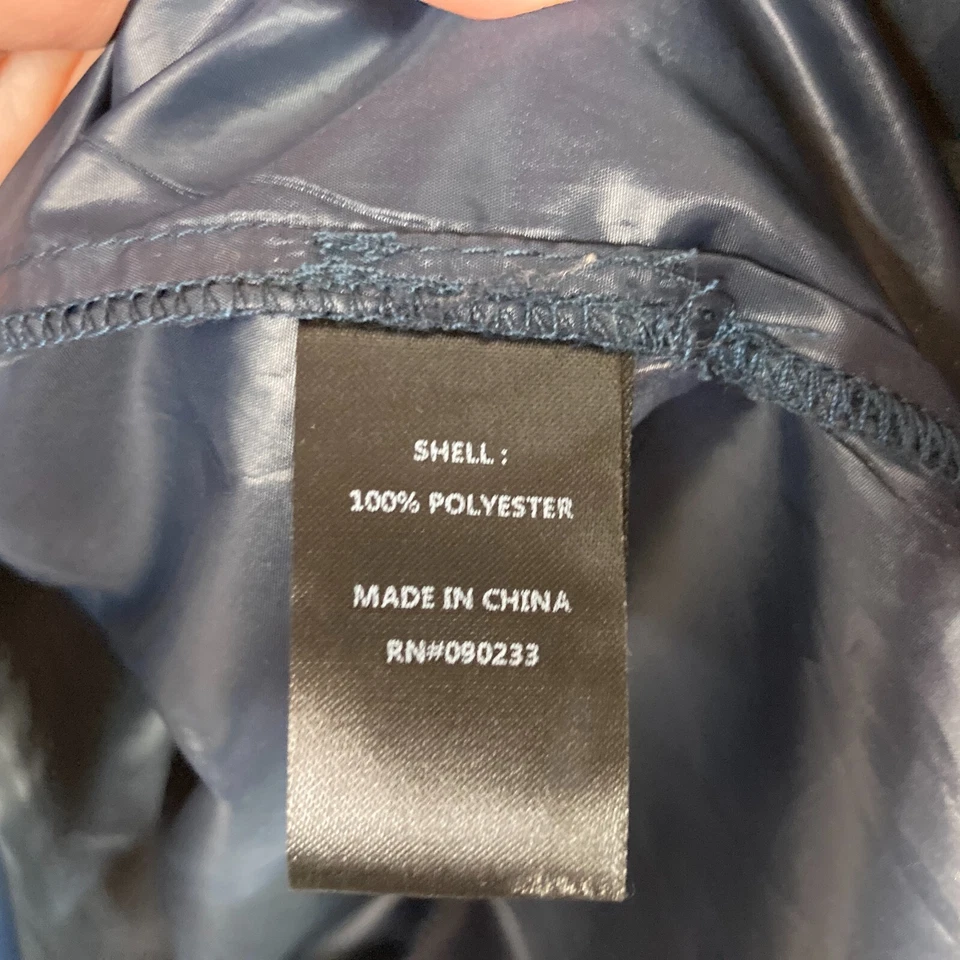 SHELL :
100% POLYESTER
MADE IN CHINA
RN#090233